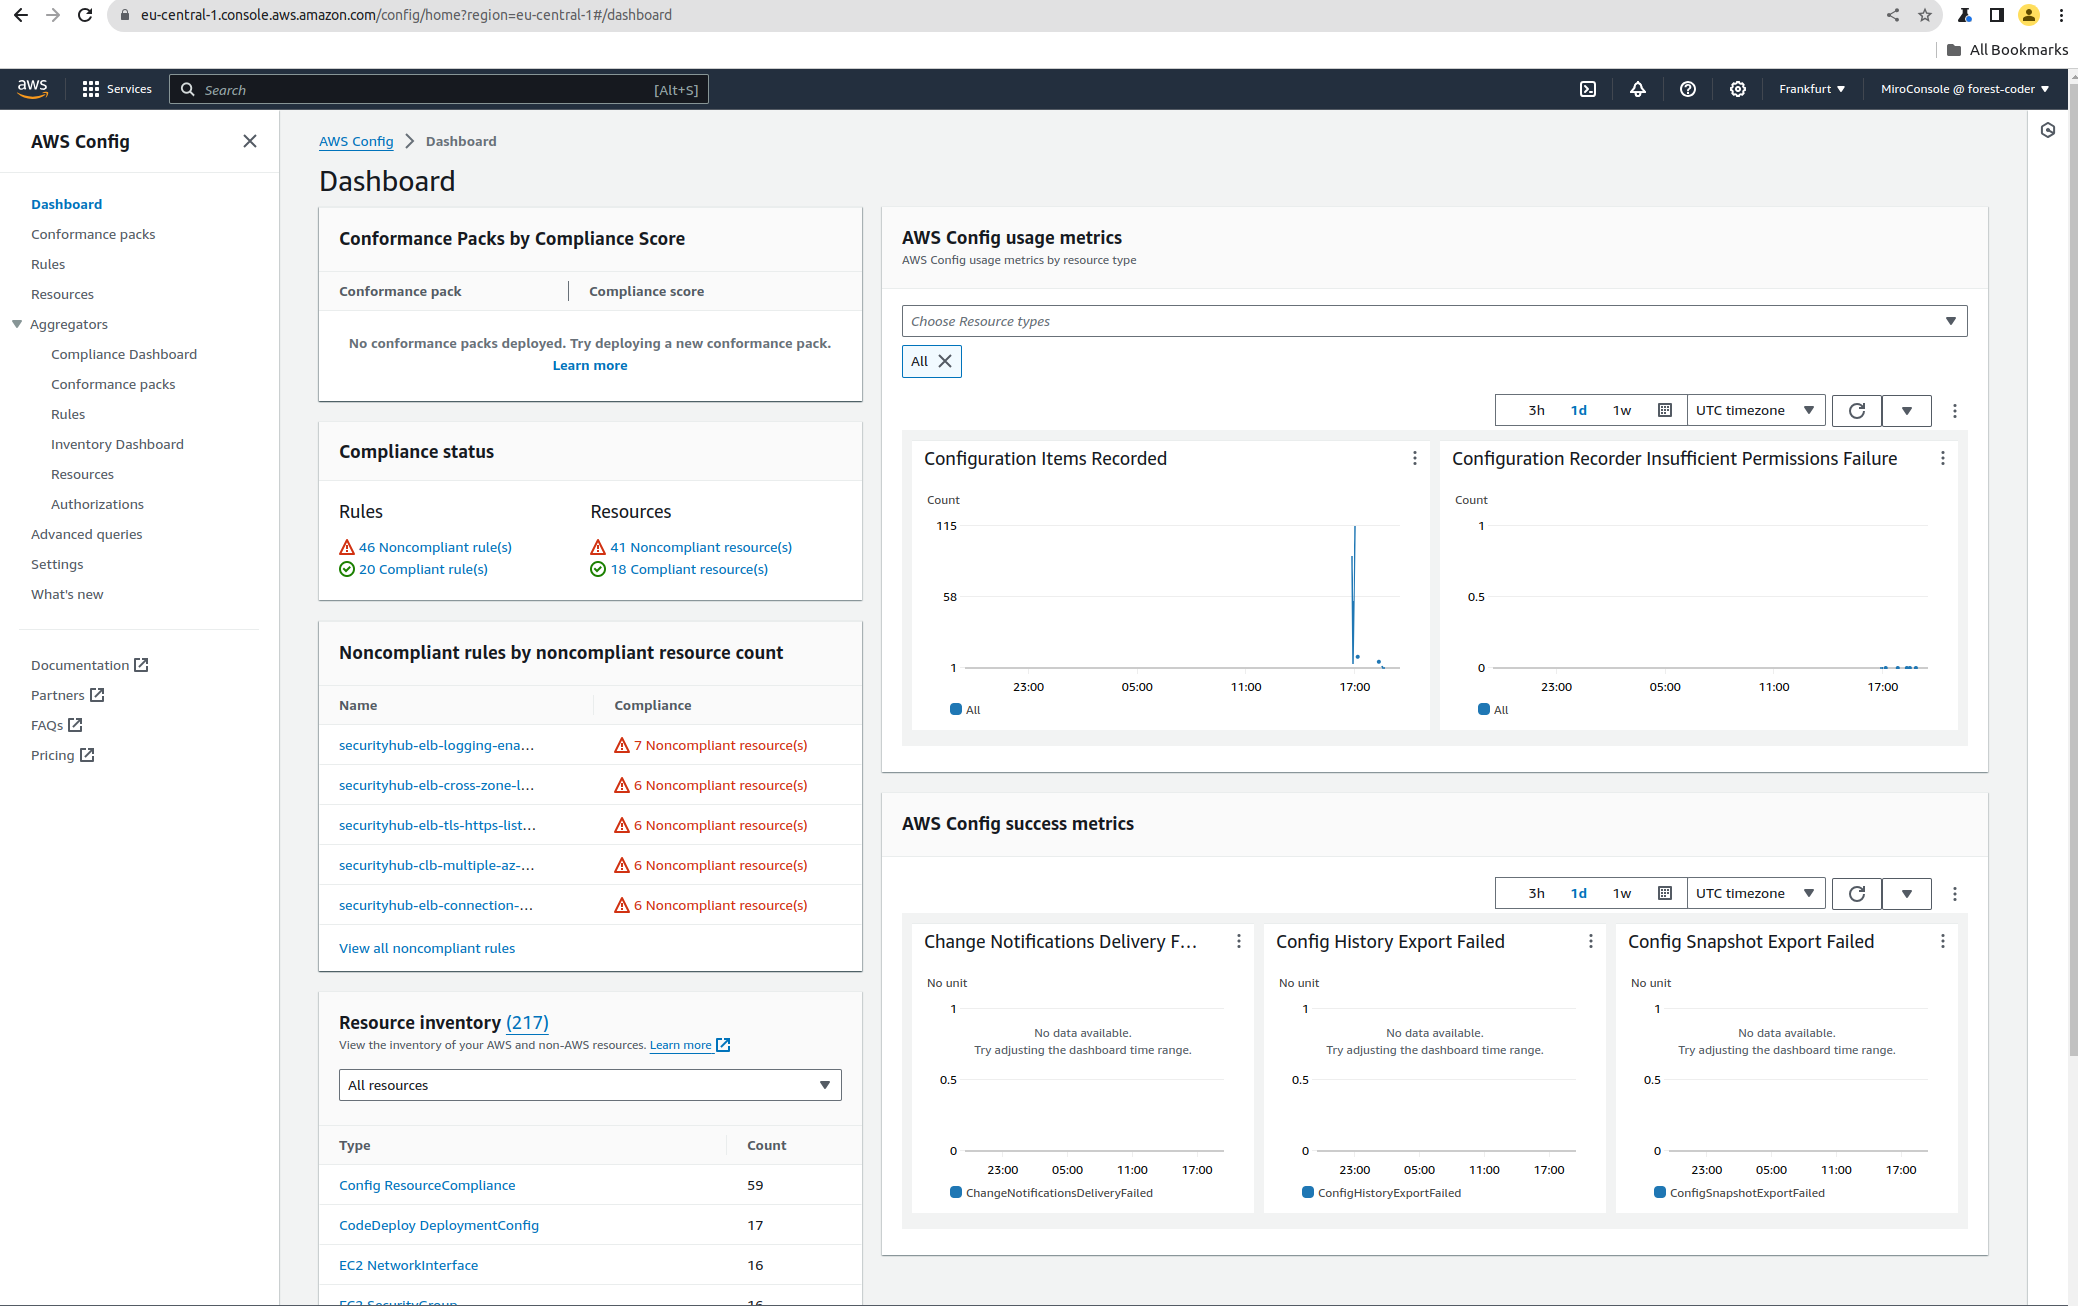 eu-central-1.console.aws.amazon.com/config/home?region=eu-central-1#/dashboard
All Bookmarks
aws
Services
Search
[Alt+S]
Frankfurt
MiroConsole @ forest-coder
AWS Config
Dashboard
Conformance packs
Rules
Resources
Aggregators
Compliance Dashboard
Conformance packs
Rules
Inventory Dashboard
Resources
Authorizations
Advanced queries
Settings
What's new
Documentation
Partners
FAQs
Pricing
AWS Config > Dashboard
Dashboard
Conformance Packs by Compliance Score
Conformance pack
Compliance score
No conformance packs deployed. Try deploying a new conformance pack.
Learn more
Compliance status
Rules
46 Noncompliant rule(s)
20 Compliant rule(s)
Resources
41 Noncompliant resource(s)
18 Compliant resource(s)
Noncompliant rules by noncompliant resource count
Name
Compliance
securityhub-elb-logging-ena...
7 Noncompliant resource(s)
securityhub-elb-cross-zone-l...
6 Noncompliant resource(s)
securityhub-elb-tls-https-list...
6 Noncompliant resource(s)
securityhub-clb-multiple-az-...
6 Noncompliant resource(s)
securityhub-elb-connection-...
6 Noncompliant resource(s)
View all noncompliant rules
Resource inventory (217)
View the inventory of your AWS and non-AWS resources. Learn more
All resources
Type
Count
Config ResourceCompliance
59
CodeDeploy DeploymentConfig
17
EC2 NetworkInterface
16
EC2 SecurityGroup
16
AWS Config usage metrics
AWS Config usage metrics by resource type
Choose Resource types
All
3h
1d
1w
UTC timezone
Configuration Items Recorded
Count
115
58
1
23:00
05:00
11:00
17:00
All
Configuration Recorder Insufficient Permissions Failure
Count
1
0.5
0
23:00
05:00
11:00
17:00
All
AWS Config success metrics
3h
1d
1w
UTC timezone
Change Notifications Delivery F...
No unit
1
No data available.
Try adjusting the dashboard time range.
0.5
0
23:00
05:00
11:00
17:00
ChangeNotificationsDeliveryFailed
Config History Export Failed
No unit
1
No data available.
Try adjusting the dashboard time range.
0.5
0
23:00
05:00
11:00
17:00
ConfigHistoryExportFailed
Config Snapshot Export Failed
No unit
1
No data available.
Try adjusting the dashboard time range.
0.5
0
23:00
05:00
11:00
17:00
ConfigSnapshotExportFailed